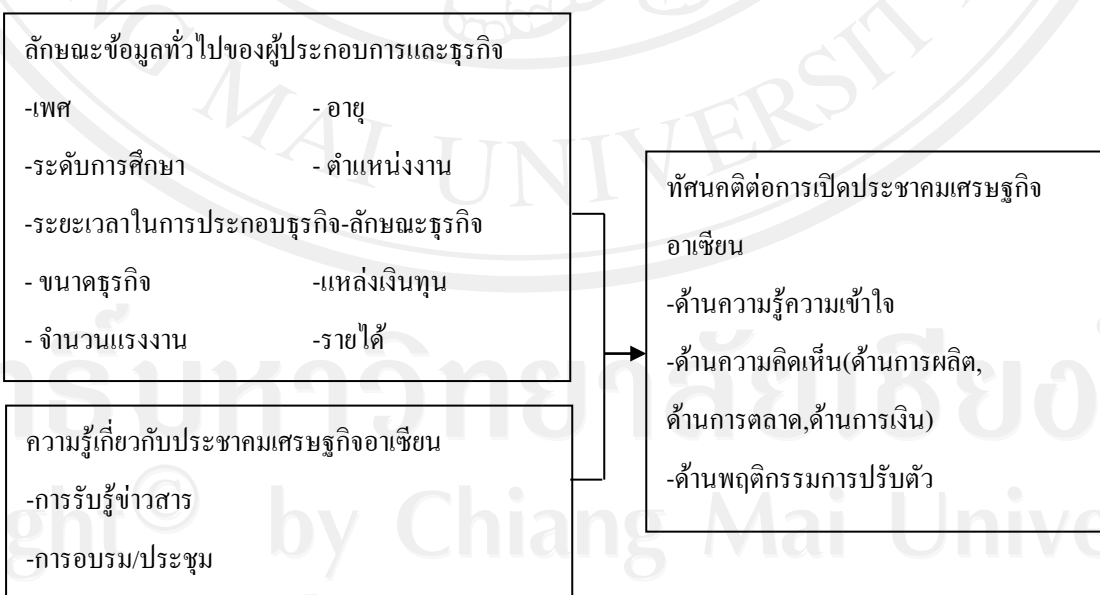 ลักษณะข้อมูลทั่วไปของผู้ประกอบการและธุรกิจ
-เพศ - อายุ
-ระดับการศึกษา - ตำแหน่งงาน
-ระยะเวลาในการประกอบธุรกิจ-ลักษณะธุรกิจ
- ขนาดธุรกิจ -แหล่งเงินทุน
- จำนวนแรงงาน -รายได้
ความรู้เกี่ยวกับประชาคมเศรษฐกิจอาเซียน
-การรับรู้ข่าวสาร
-การอบรม/ประชุม
ทัศนคติต่อการเปิดประชาคมเศรษฐกิจ
อาเซียน
-ด้านความรู้ความเข้าใจ
-ด้านความคิดเห็น(ด้านการผลิต,
ด้านการตลาด,ด้านการเงิน)
-ด้านพฤติกรรมการปรับตัว
MAI UNIVERSIT
by Chiang Mai Unive